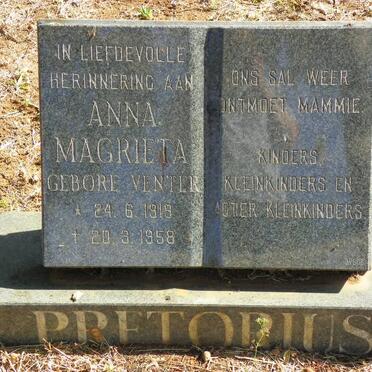 IN LIEFDEVOLLE
HERINNERING AAN
ANNA
MAGRIETA
GEBORE VENTER
* 24. 6. 1919
† 20. 3. 1958
ONS SAL WEER
ONTMOET MAMMIE
KINDERS,
KLEINKINDERS EN
AGTER KLEINKINDERS
PRETORIUS